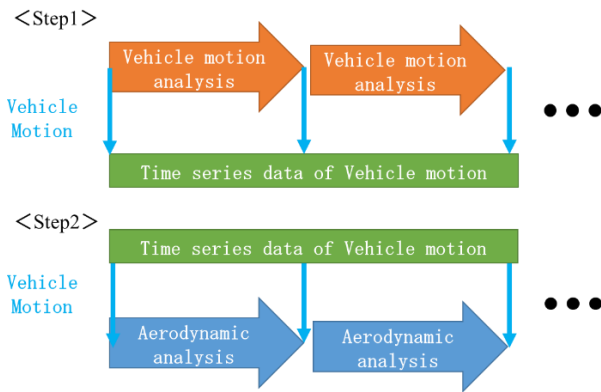 ＜Step1＞
Vehicle motion
analysis
Vehicle motion
analysis
Vehicle
Motion
Time series data of Vehicle motion
＜Step2＞
Time series data of Vehicle motion
Vehicle
Motion
Aerodynamic
analysis
Aerodynamic
analysis